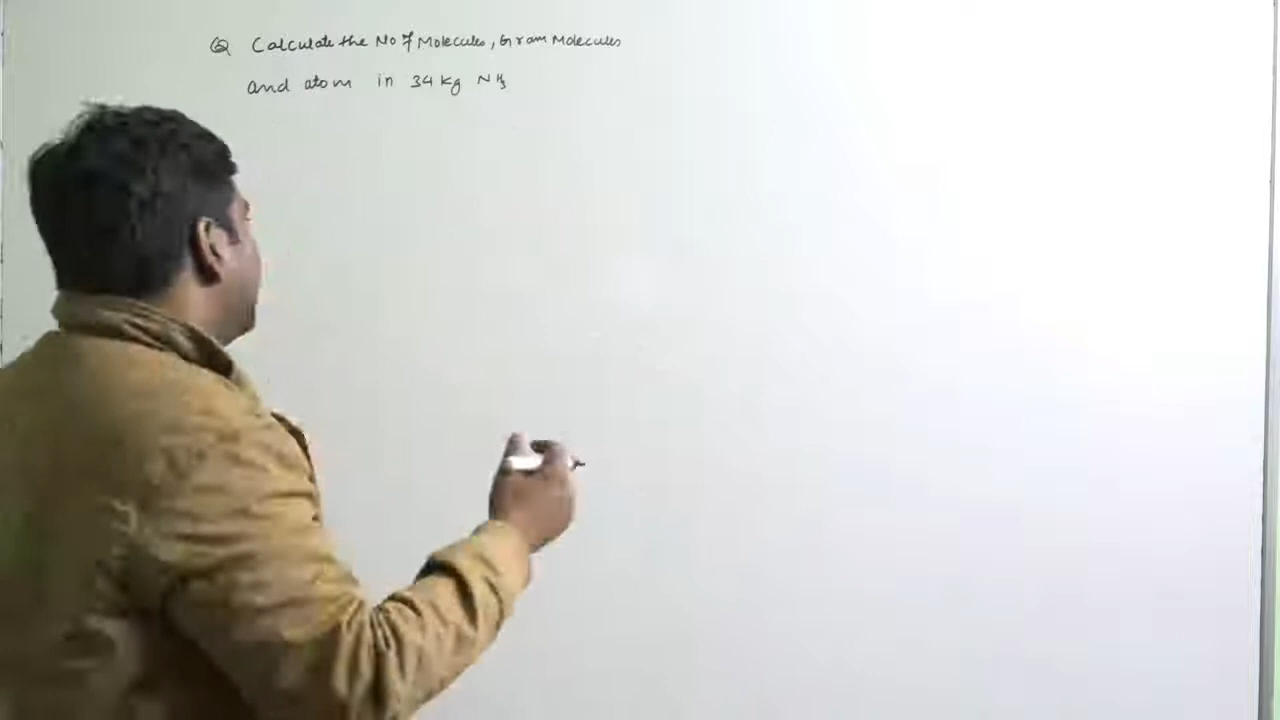 Q Calculate the No of Molecules, Gram Molecules
and atom in 34 kg NH3